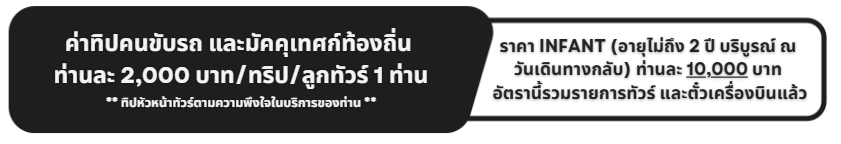 ค่าทิปคนขับรถ และมัคคุเทศก์ท้องถิ่น
ท่านละ 2,000 บาท/ทริป/ลูกทัวร์ 1 ท่าน
** ทิปหัวหน้าทัวร์ตามความพึงใจในบริการของท่าน **
ราคา INFANT (อายุไม่ถึง 2 ปี บริบูรณ์ ณ
วันเดินทางกลับ) ท่านละ 10,000 บาท
อัตรานี้รวมรายการทัวร์ และตั๋วเครื่องบินแล้ว